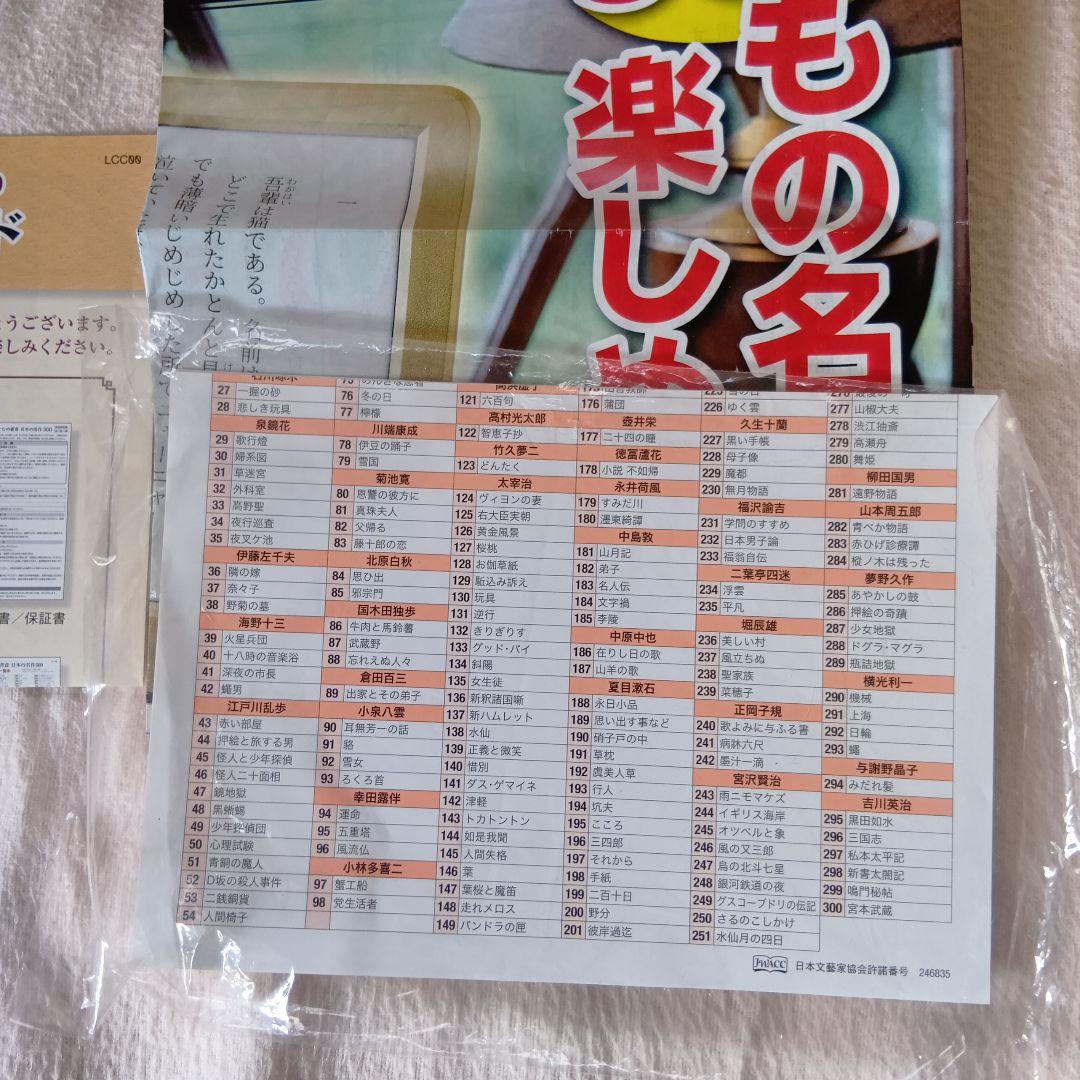 もの名
楽しめ
LCC00
ド
うございます。
楽しみください。
一
吾輩は猫である。名前は
わがはい
どこで生れたかとんと見
でも薄暗いじめじめした所で
泣いてい
書／保証書
27 一握の砂
28 悲しき玩具
泉鏡花
29 歌行燈
30 婦系図
31 草迷宮
32 外科室
33 高野聖
34 夜行巡査
35 夜叉ケ池
伊藤左千夫
36 隣の嫁
37 奈々子
38 野菊の墓
海野十三
39 火星兵団
40 十八時の音楽浴
41 深夜の市長
42 蠅男
江戸川乱歩
43 赤い部屋
44 押絵と旅する男
45 怪人と少年探偵
46 怪人二十面相
47 鏡地獄
48 黒蜥蜴
49 少年探偵団
50 心理試験
51 青銅の魔人
52 D坂の殺人事件
53 二銭銅貨
54 人間椅子
76 冬の日
77 檸檬
川端康成
78 伊豆の踊子
79 雪国
菊池寛
80 恩讐の彼方に
81 真珠夫人
82 父帰る
83 藤十郎の恋
北原白秋
84 思ひ出
85 邪宗門
国木田独歩
86 牛肉と馬鈴薯
87 武蔵野
88 忘れえぬ人々
倉田百三
89 出家とその弟子
小泉八雲
90 耳無芳一の話
91 貉
92 雪女
93 ろくろ首
幸田露伴
94 運命
95 五重塔
96 風流仏
小林多喜二
97 蟹工船
98 党生活者
高浜虚子
121 六百句
高村光太郎
122 智恵子抄
竹久夢二
123 どんたく
太宰治
124 ヴィヨンの妻
125 右大臣実朝
126 黄金風景
127 桜桃
128 お伽草紙
129 駈込み訴え
130 玩具
131 逆行
132 きりぎりす
133 グッド・バイ
134 斜陽
135 女生徒
136 新釈諸国噺
137 新ハムレット
138 水仙
139 正義と微笑
140 惜別
141 ダス・ゲマイネ
142 津軽
143 トカトントン
144 如是我聞
145 人間失格
146 葉
147 葉桜と魔笛
148 走れメロス
149 パンドラの匣
176 蒲団
壺井栄
177 二十四の瞳
徳冨蘆花
178 小説 不如帰
永井荷風
179 すみだ川
180 濹東綺譚
中島敦
181 山月記
182 弟子
183 名人伝
184 文字禍
185 李陵
中原中也
186 在りし日の歌
187 山羊の歌
夏目漱石
188 永日小品
189 思い出す事など
190 硝子戸の中
191 草枕
192 虞美人草
193 行人
194 坑夫
195 こころ
196 三四郎
197 それから
198 手紙
199 二百十日
200 野分
201 彼岸過迄
226 ゆく雲
久生十蘭
227 黒い手帳
228 母子像
229 魔都
230 無月物語
福沢諭吉
231 学問のすすめ
232 日本男子論
233 福翁自伝
二葉亭四迷
234 浮雲
235 平凡
堀辰雄
236 美しい村
237 風立ちぬ
238 聖家族
239 菜穂子
正岡子規
240 歌よみに与ふる書
241 病牀六尺
242 墨汁一滴
宮沢賢治
243 雨ニモマケズ
244 イギリス海岸
245 オツベルと象
246 風の又三郎
247 烏の北斗七星
248 銀河鉄道の夜
249 グスコーブドリの伝記
250 さるのこしかけ
251 水仙月の四日
277 山椒大夫
278 渋江抽斎
279 高瀬舟
280 舞姫
柳田国男
281 遠野物語
山本周五郎
282 青べか物語
283 赤ひげ診療譚
284 樅ノ木は残った
夢野久作
285 あやかしの鼓
286 押絵の奇蹟
287 少女地獄
288 ドグラ・マグラ
289 瓶詰地獄
横光利一
290 機械
291 上海
292 日輪
293 蠅
与謝野晶子
294 みだれ髪
吉川英治
295 黒田如水
296 三国志
297 私本太平記
298 新書太閤記
299 鳴門秘帖
300 宮本武蔵
JWACC 日本文藝家協会許諾番号 246835